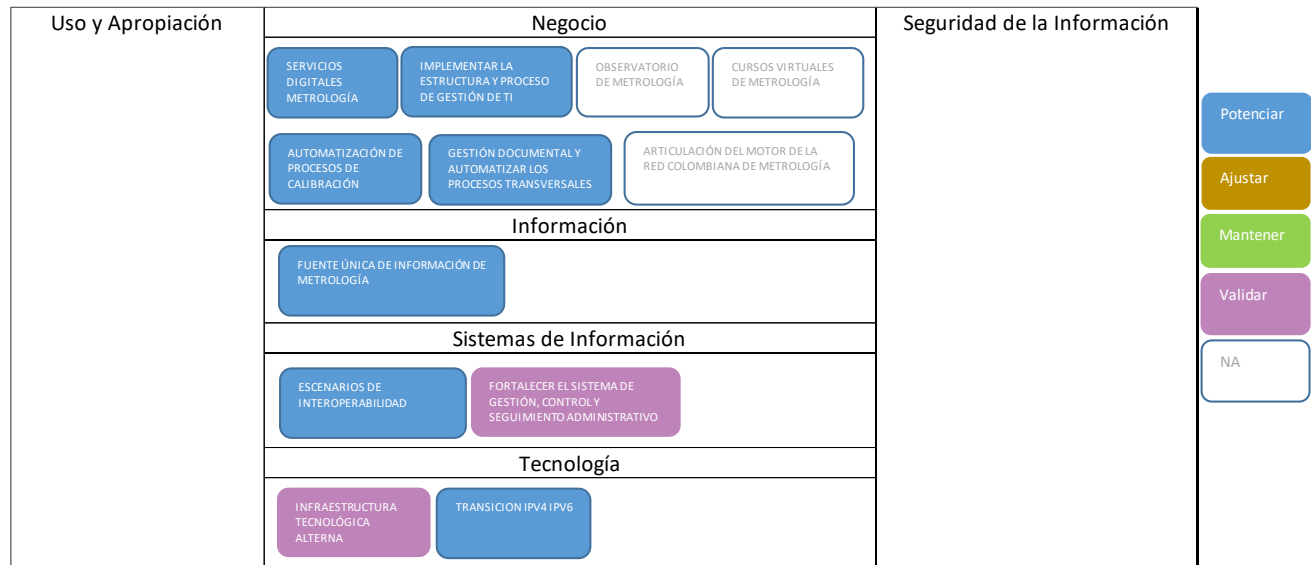 Uso y Apropiación
Negocio
Seguridad de la Información
SERVICIOS
DIGITALES
METROLOGÍA
IMPLEMENTAR LA
ESTRUCTURA Y PROCESO
DE GESTIÓN DE TI
OBSERVATORIO
DE METROLOGÍA
CURSOS VIRTUALES
DE METROLOGÍA
AUTOMATIZACIÓN DE
PROCESOS DE
CALIBRACIÓN
GESTIÓN DOCUMENTAL Y
AUTOMATIZAR LOS
PROCESOS TRANSVERSALES
ARTICULACIÓN DEL MOTOR DE LA
RED COLOMBIANA DE METROLOGÍA
Información
FUENTE ÚNICA DE INFORMACIÓN DE
METROLOGÍA
Sistemas de Información
ESCENARIOS DE
INTEROPERABILIDAD
FORTALECER EL SISTEMA DE
GESTIÓN, CONTROL Y
SEGUIMIENTO ADMINISTRATIVO
Tecnología
INFRAESTRUCTURA
TECNOLÓGICA
ALTERNA
TRANSICION IPV4 IPV6
Potenciar
Ajustar
Mantener
Validar
NA